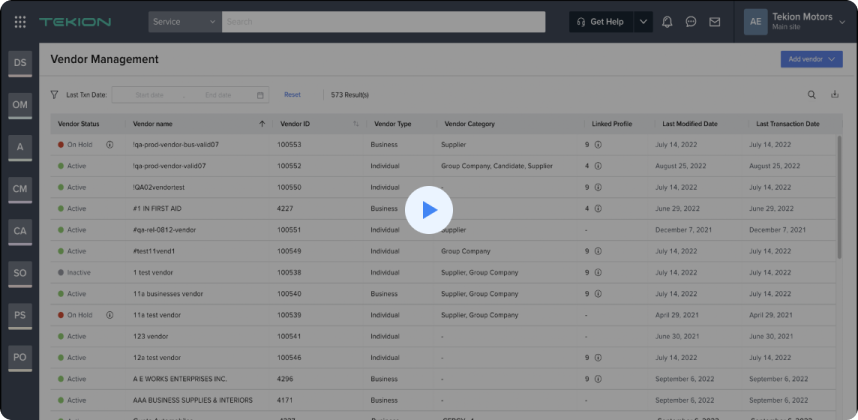 TEKION Service Search Get Help AE Tekion Motors
Main site
DS
OM
A
CM
CA
SO
PS
PO
Vendor Management Add vendor
Last Txn Date: Start date End date Reset 573 Result(s)
Vendor Status Vendor name Vendor ID Vendor Type Vendor Category Linked Profile Last Modified Date Last Transaction Date
On Hold !qa-prod-vendor-bus-valid07 100553 Business Supplier 9 July 14, 2022 July 14, 2022
Active !qa-prod-vendor-valid07 100552 Individual Group Company, Candidate, Supplier 4 August 25, 2022 August 25, 2022
Active !QA02vendortest 100550 Individual - 9 July 14, 2022 July 14, 2022
Active #1 IN FIRST AID 4227 Business 4 June 29, 2022 June 29, 2022
Active #qa-rel-0812-vendor 100551 Individual Supplier - December 7, 2021 December 7, 2021
Active #test11vend1 100549 Individual Group Company 9 July 14, 2022 July 14, 2022
Inactive 1 test vendor 100538 Individual Supplier, Group Company 9 July 14, 2022 July 14, 2022
Active 11a businesses vendor 100540 Business Supplier, Group Company 9 July 14, 2022 July 14, 2022
On Hold 11a test vendor 100539 Individual Supplier, Group Company - April 29, 2021 April 29, 2021
Active 123 vendor 100541 Individual - - June 30, 2021 June 30, 2021
Active 12a test vendor 100546 Individual - 9 July 14, 2022 July 14, 2022
Active A E WORKS ENTERPRISES INC. 4296 Business - 9 September 6, 2022 September 6, 2022
Active AAA BUSINESS SUPPLIES & INTERIORS 4171 Business - - September 6, 2022 September 6, 2022